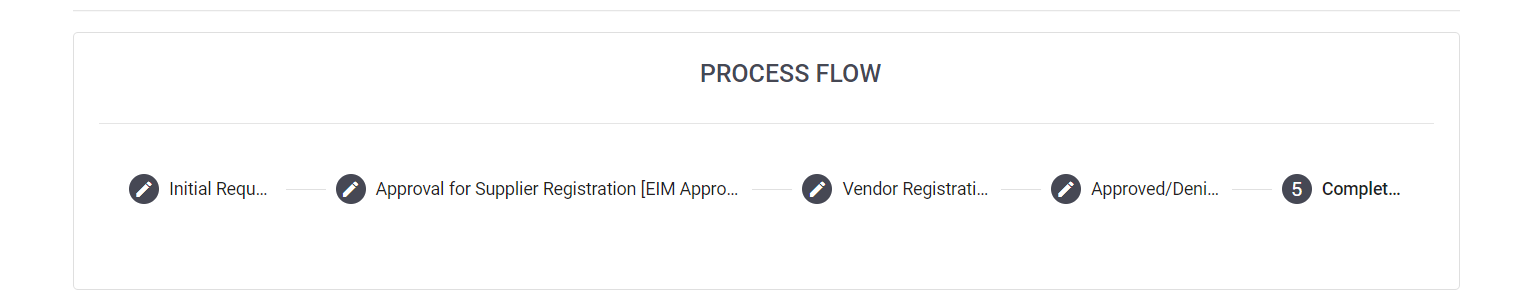 PROCESS FLOW
Initial Requ... Approval for Supplier Registration [EIM Appro... Vendor Registrati... Approved/Deni... 5 Complet...